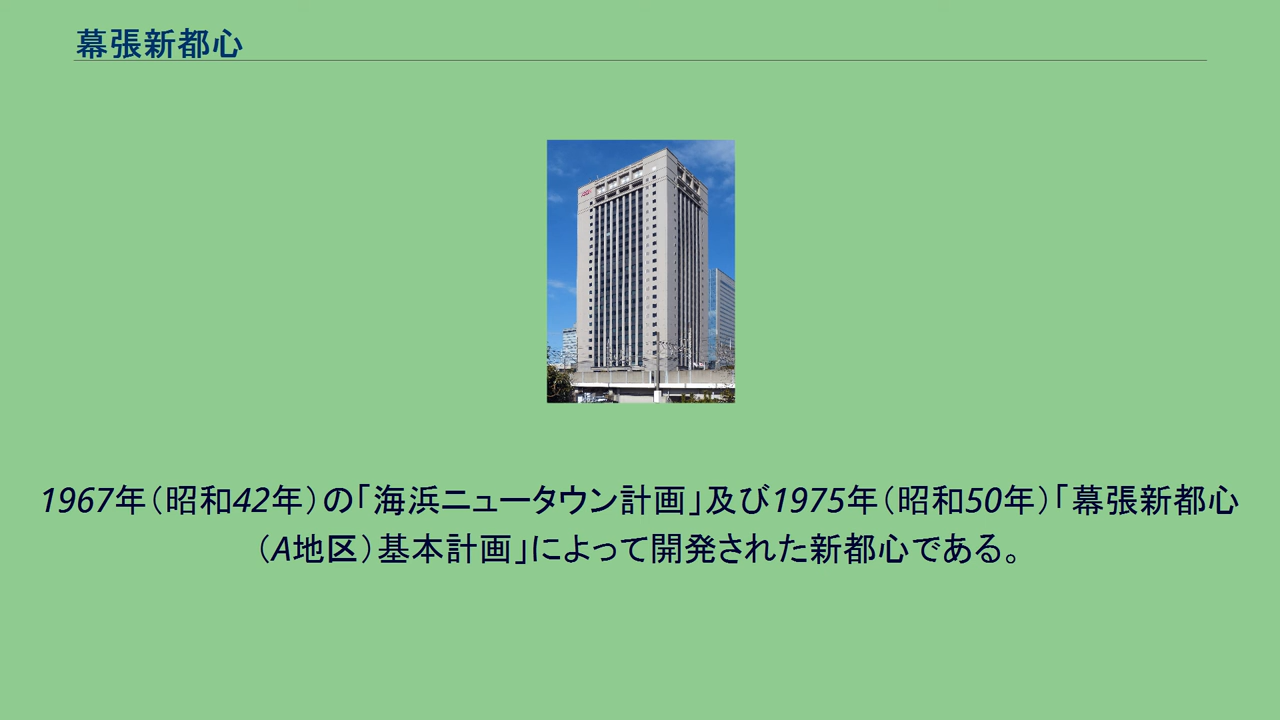 幕張新都心
1967年（昭和42年）の「海浜ニュータウン計画」及び1975年（昭和50年）「幕張新都心
（A地区）基本計画」によって開発された新都心である。